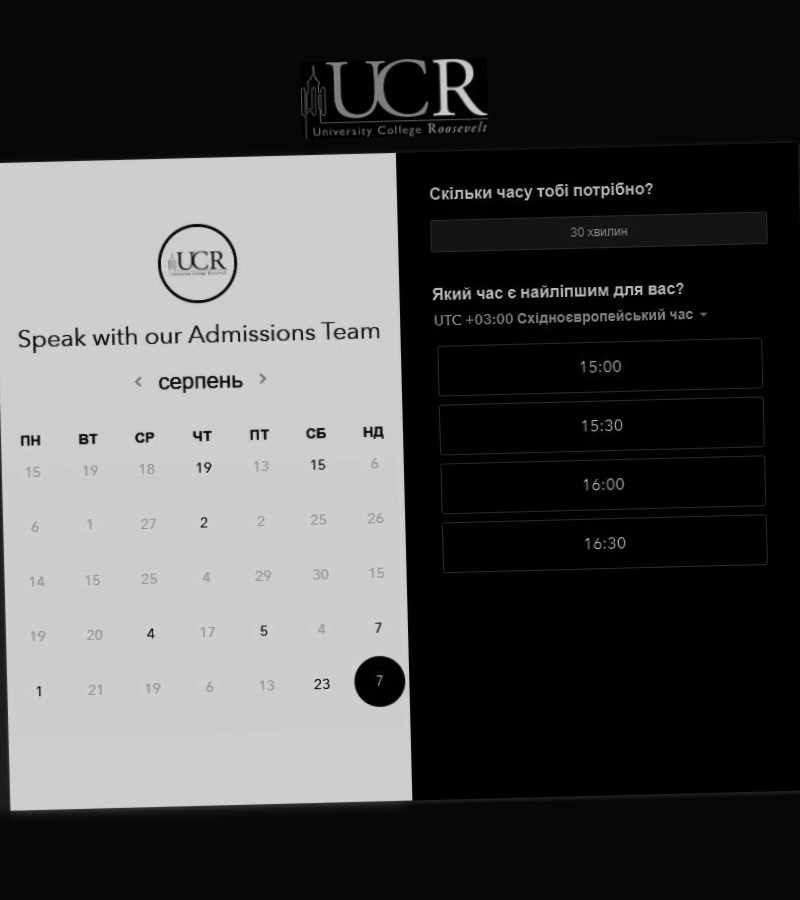 UCR
University College Roosevelt
UCR
University College Roosevelt
Speak with our Admissions Team
серпень
ПН ВТ СР ЧТ ПТ СБ НД
15 19 18 19 13 15 6
6 1 27 2 2 25 26
14 15 25 4 29 30 15
19 20 4 17 5 4 7
1 21 19 6 13 23 7
Скільки часу тобі потрібно?
30 хвилин
Який час є найліпшим для вас?
UTC +03:00 Східноєвропейський час
15:00
15:30
16:00
16:30